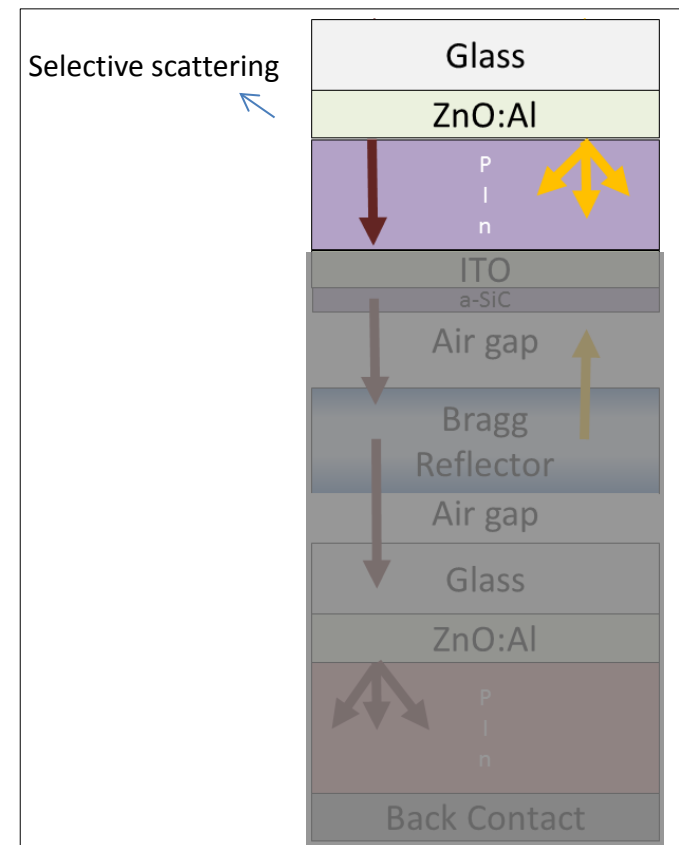 Glass
Selective scattering
ZnO:Al
P
I
n
ITO
a-SiC
Air gap
Bragg
Reflector
Air gap
Glass
ZnO:Al
P
I
n
Back Contact